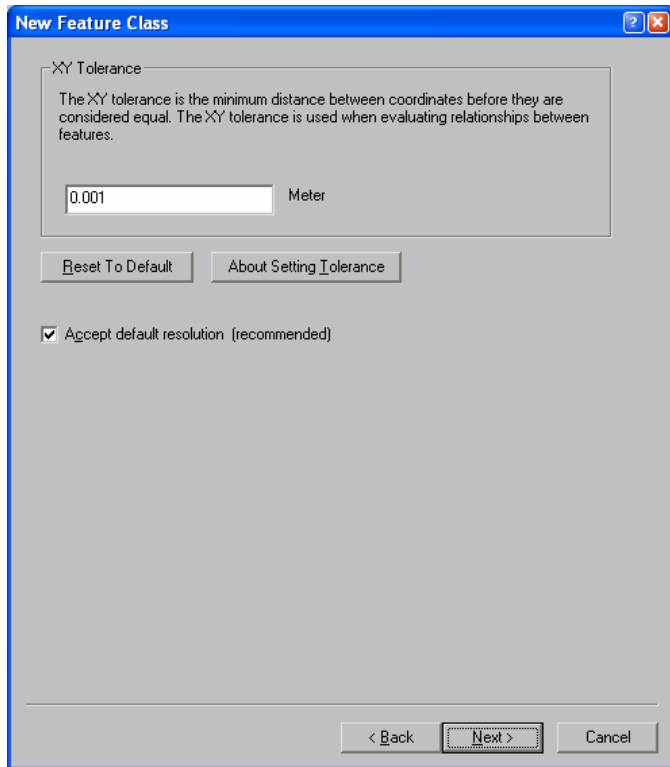 New Feature Class
XY Tolerance
The XY tolerance is the minimum distance between coordinates before they are
considered equal. The XY tolerance is used when evaluating relationships between
features.
0.001 Meter
Reset To Default About Setting Tolerance
Accept default resolution (recommended)
< Back Next > Cancel